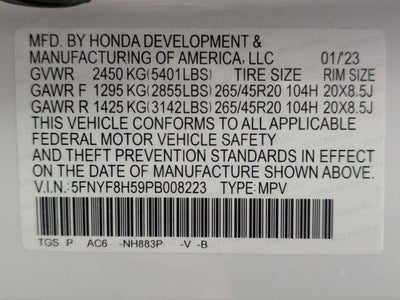 MFD. BY HONDA DEVELOPMENT &
MANUFACTURING OF AMERICA, LLC 01/'23
GVWR 2450 KG(5401LBS) TIRE SIZE RIM SIZE
GAWR F 1295 KG(2855LBS) 265/45R20 104H 20X8.5J
GAWR R 1425 KG(3142LBS) 265/45R20 104H 20X8.5J
THIS VEHICLE CONFORMS TO ALL APPLICABLE
FEDERAL MOTOR VEHICLE SAFETY
AND THEFT PREVENTION STANDARDS IN EFFECT
ON THE DATE OF MANUFACTURE SHOWN ABOVE.
V.I.N.:5FNYF8H59PB008223 TYPE:MPV
TGS P AC6 -NH883P -V -B